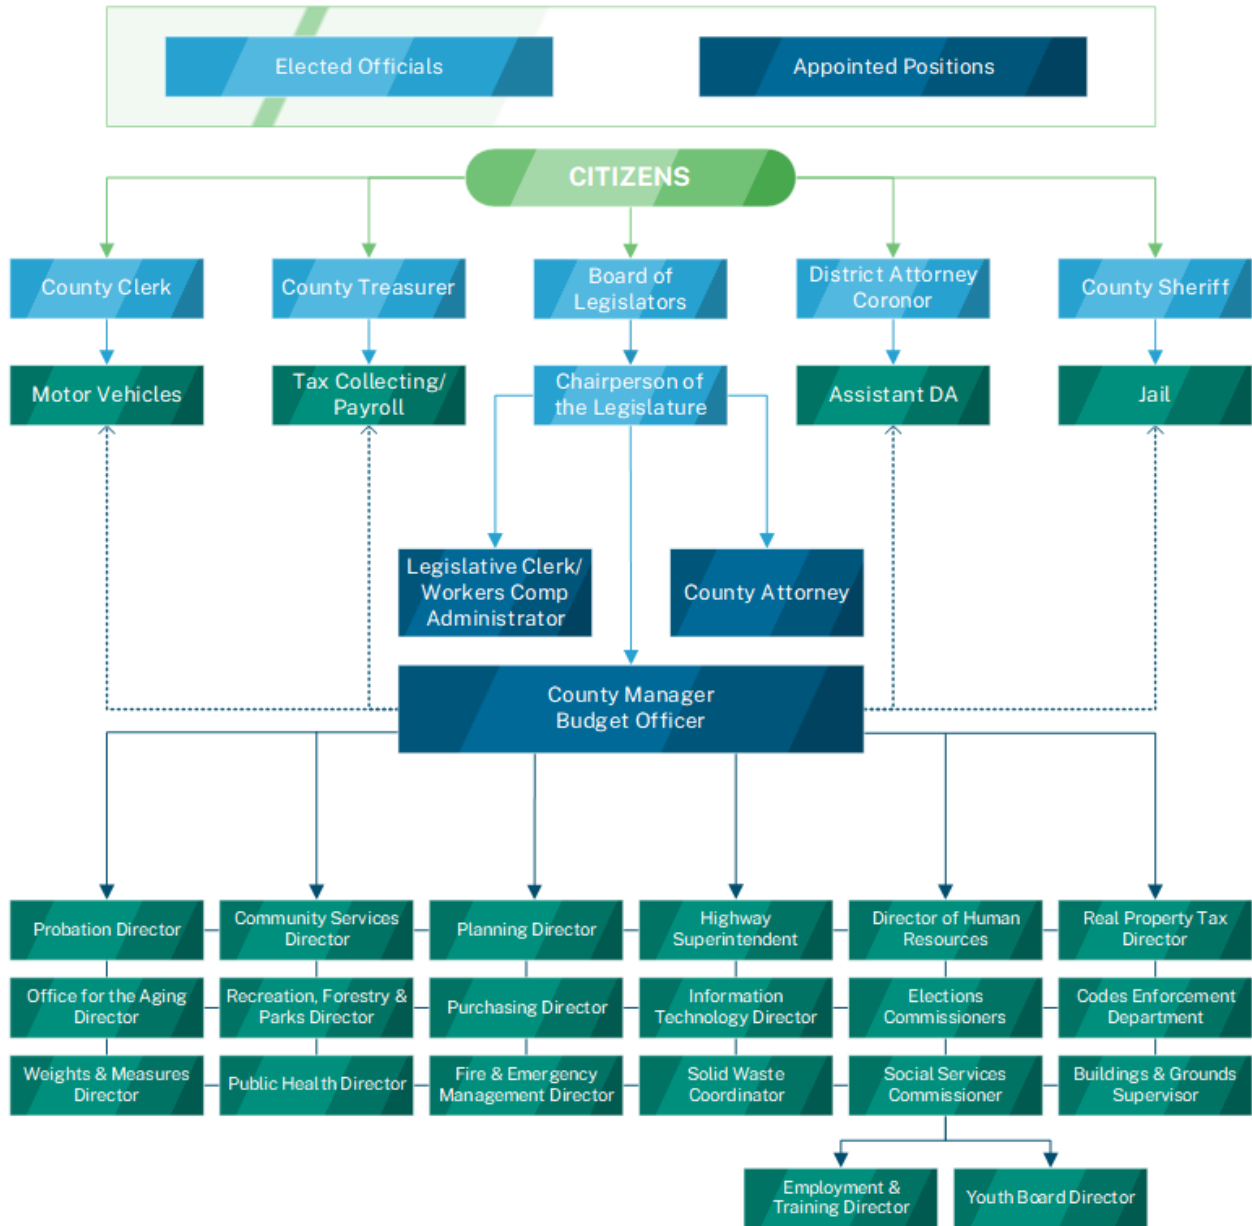 Elected Officials
Appointed Positions
CITIZENS
County Clerk
County Treasurer
Board of
Legislators
District Attorney
Coronor
County Sheriff
Motor Vehicles
Tax Collecting/
Payroll
Chairperson of
the Legislature
Assistant DA
Jail
Legislative Clerk/
Workers Comp
Administrator
County Attorney
County Manager
Budget Officer
Probation Director
Community Services
Director
Planning Director
Highway
Superintendent
Director of Human
Resources
Real Property Tax
Director
Office for the Aging
Director
Recreation, Forestry &
Parks Director
Purchasing Director
Information
Technology Director
Elections
Commissioners
Codes Enforcement
Department
Weights & Measures
Director
Public Health Director
Fire & Emergency
Management Director
Solid Waste
Coordinator
Social Services
Commissioner
Buildings & Grounds
Supervisor
Employment &
Training Director
Youth Board Director